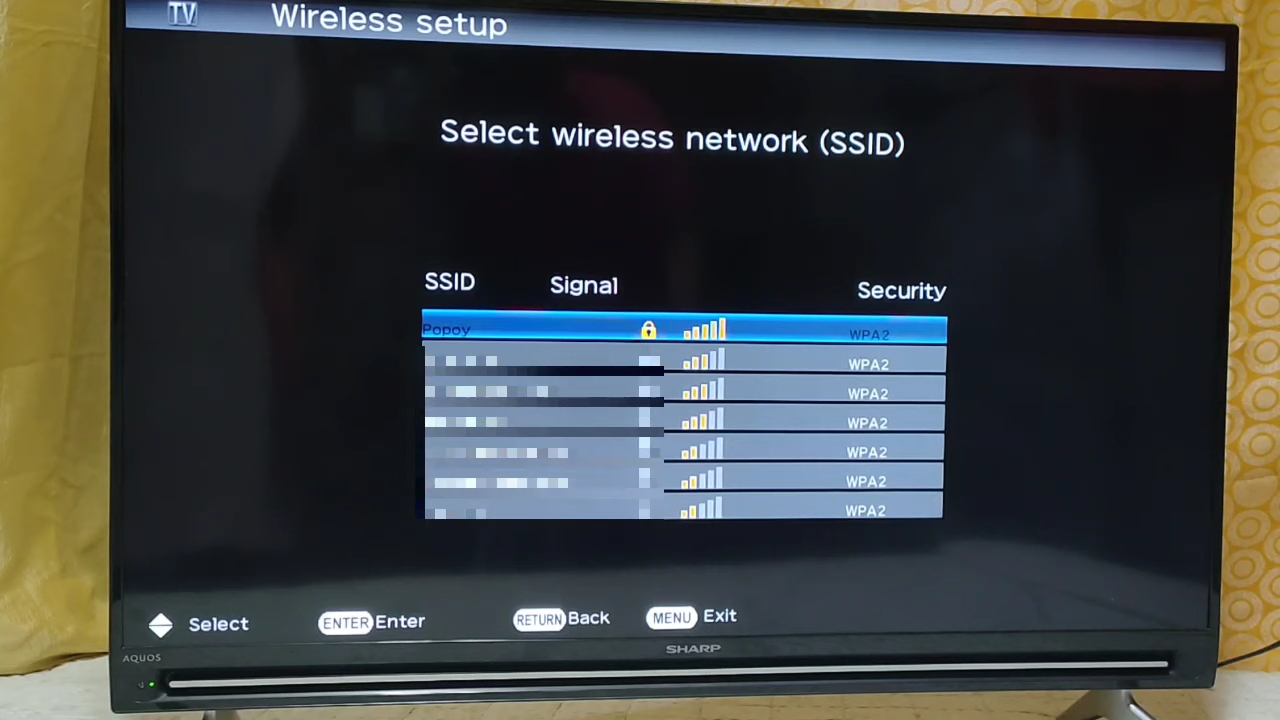 TV Wireless setup
Select wireless network (SSID)
SSID Signal Security
Popoy WPA2
WPA2
WPA2
WPA2
WPA2
WPA2
WPA2
Select ENTER Enter RETURN Back MENU Exit
AQUOS SHARP